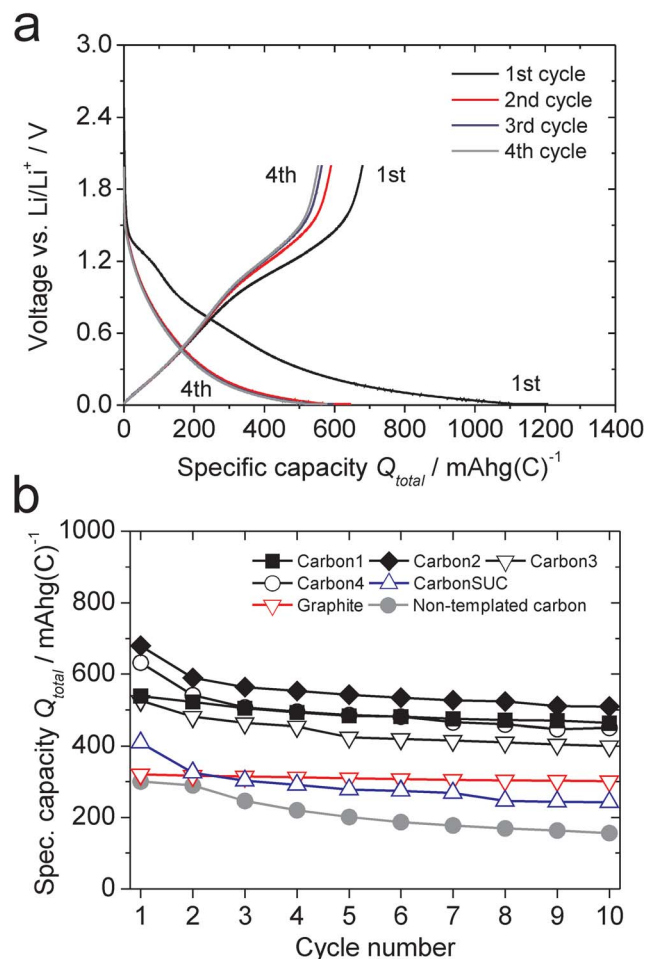 a
3.0
2.4
1.8
1.2
0.6
0.0
Voltage vs. Li/Li⁺ / V
1st cycle
2nd cycle
3rd cycle
4th cycle
4th
1st
4th
1st
0 200 400 600 800 1000 1200 1400
Specific capacity Q_total / mAhg(C)⁻¹
b
1000
800
600
400
200
0
Spec. capacity Q_total / mAhg(C)⁻¹
Carbon1 Carbon2 Carbon3
Carbon4 CarbonSUC
Graphite Non-templated carbon
1 2 3 4 5 6 7 8 9 10
Cycle number